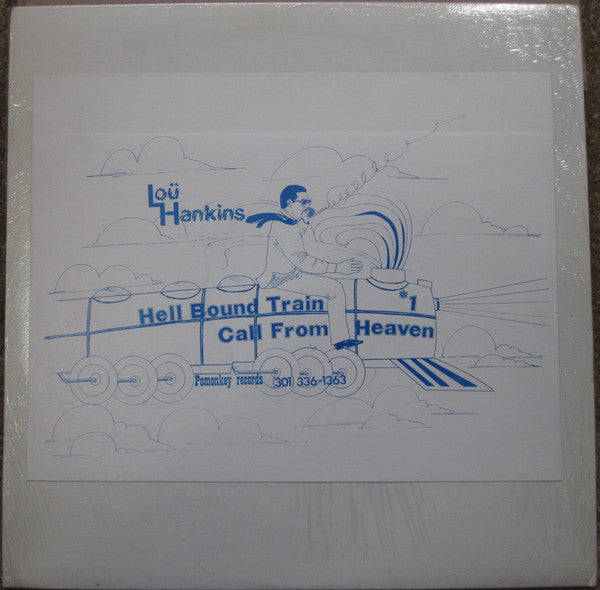 Loü
Hankins
Hell Bound Train
Call From Heaven
*1
Pomonkey records (301) 336-1363